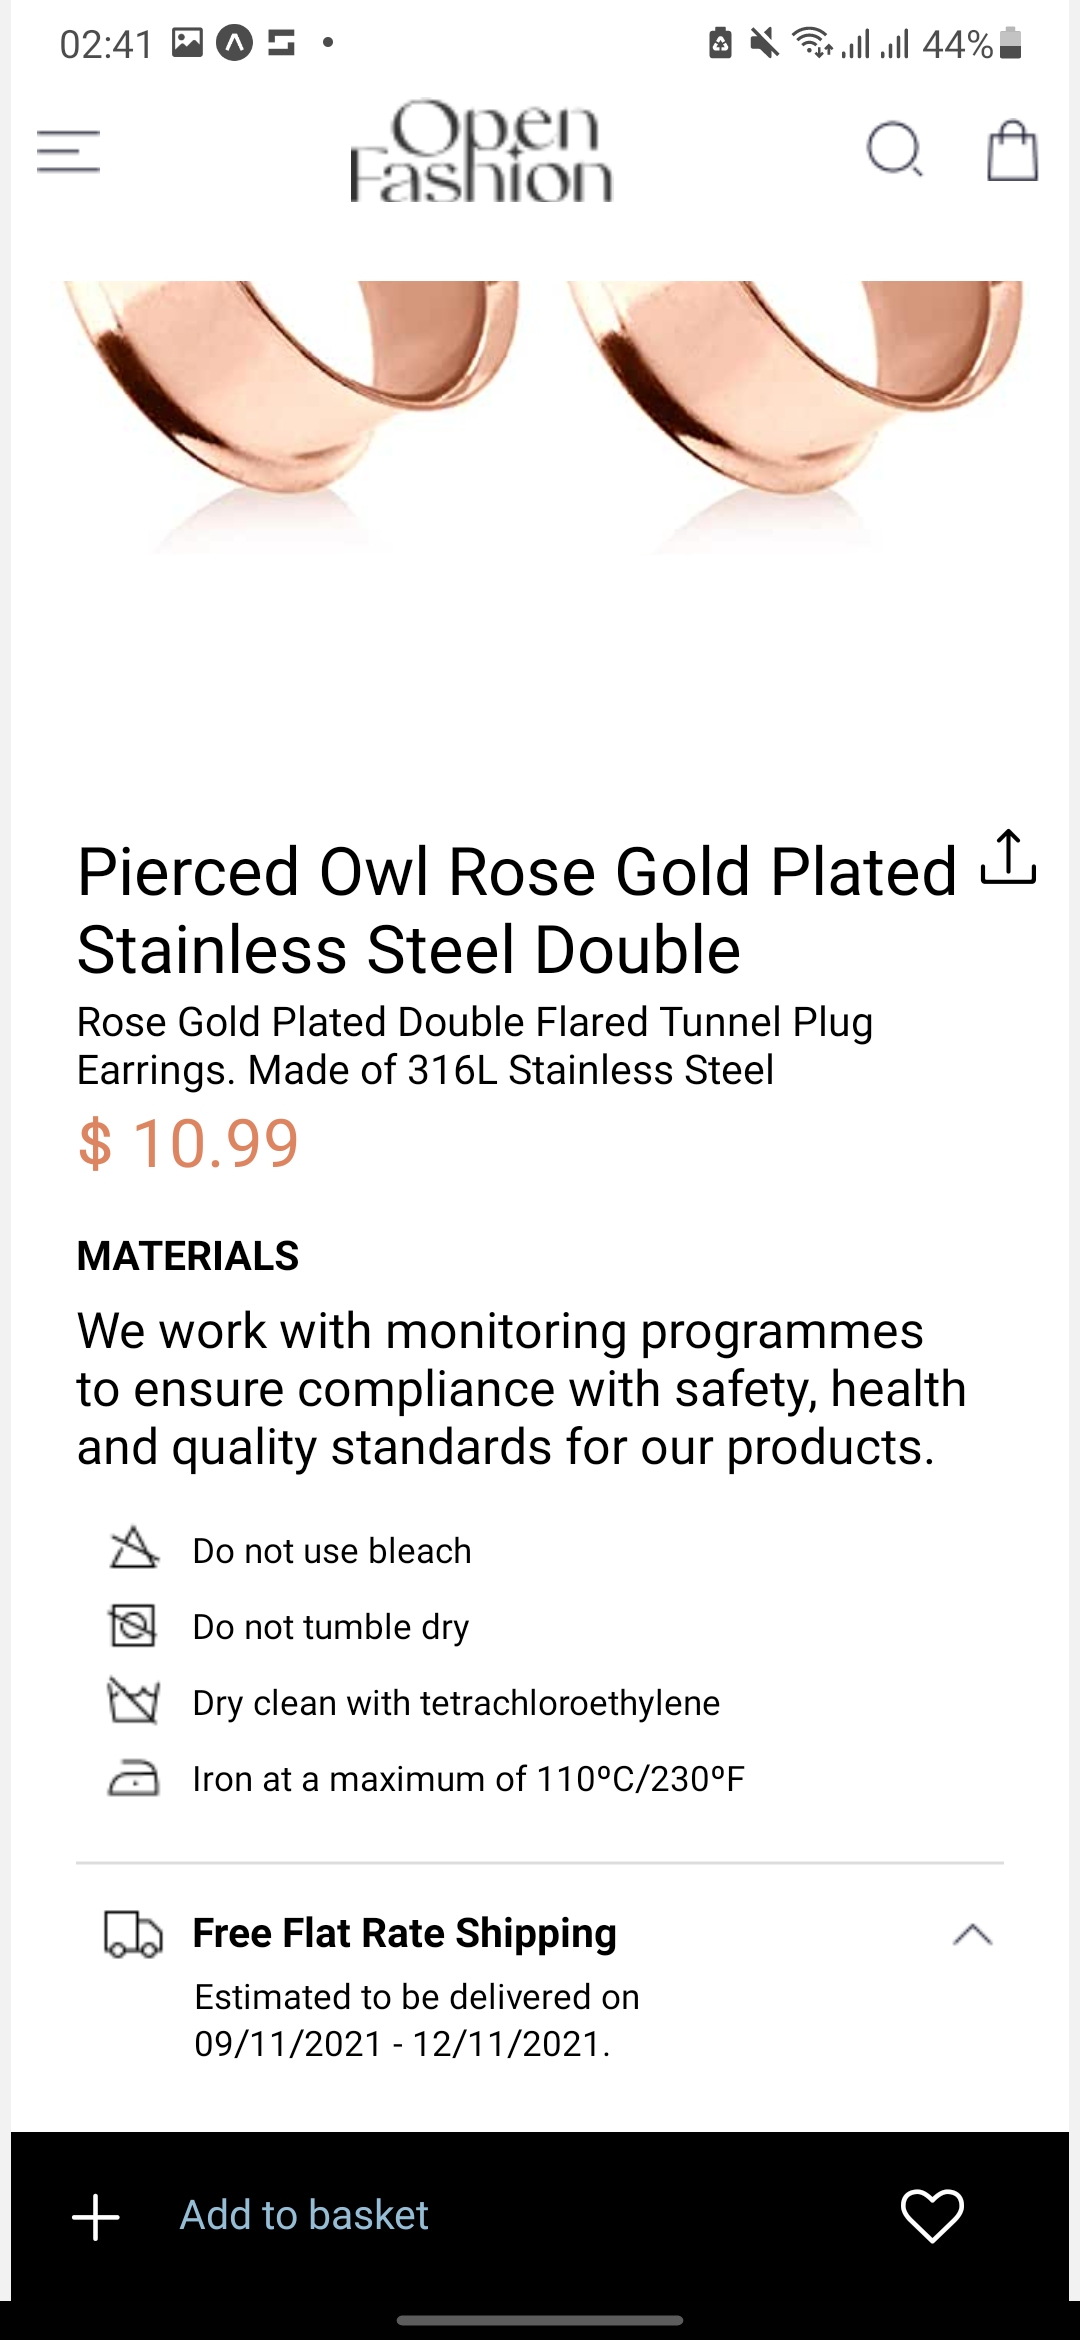 02:41
44%
Open
Fashion
Pierced Owl Rose Gold Plated
Stainless Steel Double
Rose Gold Plated Double Flared Tunnel Plug
Earrings. Made of 316L Stainless Steel
$ 10.99
MATERIALS
We work with monitoring programmes
to ensure compliance with safety, health
and quality standards for our products.
Do not use bleach
Do not tumble dry
Dry clean with tetrachloroethylene
Iron at a maximum of 110ºC/230ºF
Free Flat Rate Shipping
Estimated to be delivered on
09/11/2021 - 12/11/2021.
Add to basket